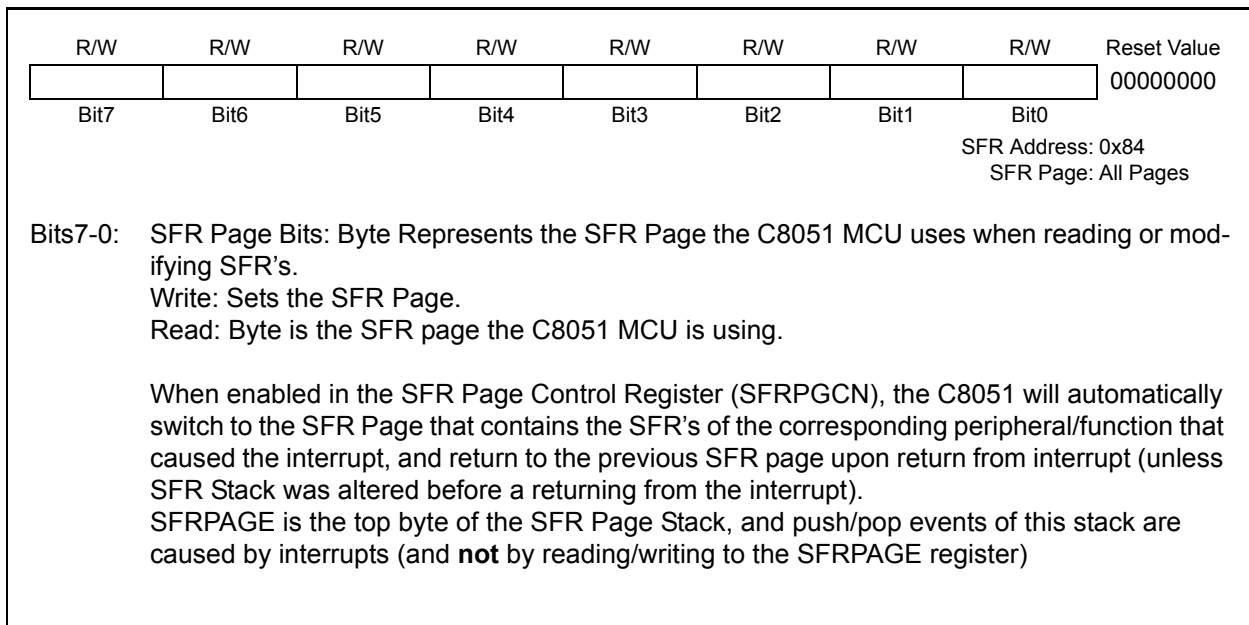 R/W R/W R/W R/W R/W R/W R/W R/W Reset Value
00000000
Bit7 Bit6 Bit5 Bit4 Bit3 Bit2 Bit1 Bit0
SFR Address: 0x84
SFR Page: All Pages
Bits7-0: SFR Page Bits: Byte Represents the SFR Page the C8051 MCU uses when reading or mod-
ifying SFR's.
Write: Sets the SFR Page.
Read: Byte is the SFR page the C8051 MCU is using.
When enabled in the SFR Page Control Register (SFRPGCN), the C8051 will automatically
switch to the SFR Page that contains the SFR's of the corresponding peripheral/function that
caused the interrupt, and return to the previous SFR page upon return from interrupt (unless
SFR Stack was altered before a returning from the interrupt).
SFRPAGE is the top byte of the SFR Page Stack, and push/pop events of this stack are
caused by interrupts (and not by reading/writing to the SFRPAGE register)